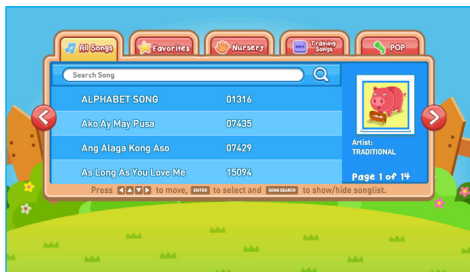 All Songs
Favorites
Nursery
MP3 Training Songs
POP
Search Song
ALPHABET SONG 01316
Ako Ay May Pusa 07435
Ang Alaga Kong Aso 07429
As Long As You Love Me 15094
Artist:
TRADITIONAL
Page 1 of 14
Press ◀ ▲ ▼ ▶ to move, ENTER to select and SONG SEARCH to show/hide songlist.